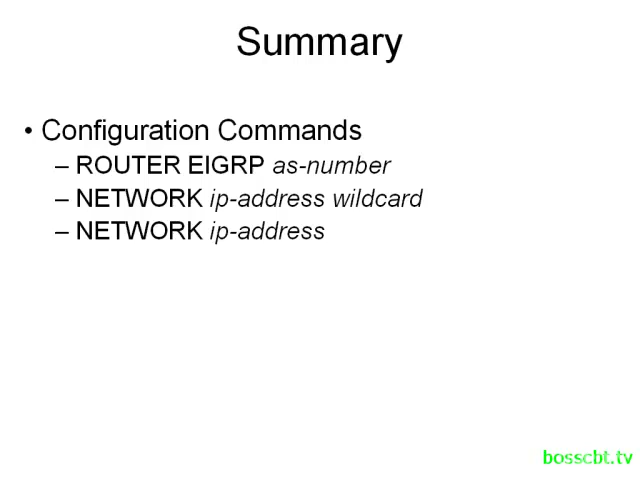 Summary
• Configuration Commands
– ROUTER EIGRP as-number
– NETWORK ip-address wildcard
– NETWORK ip-address
bosscbt.tv